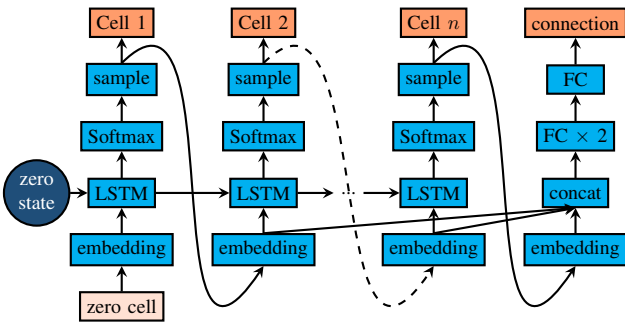 Cell 1 Cell 2 Cell n connection
sample sample sample FC
Softmax Softmax Softmax FC × 2
zero
state
LSTM LSTM ··· LSTM concat
embedding embedding embedding embedding
zero cell